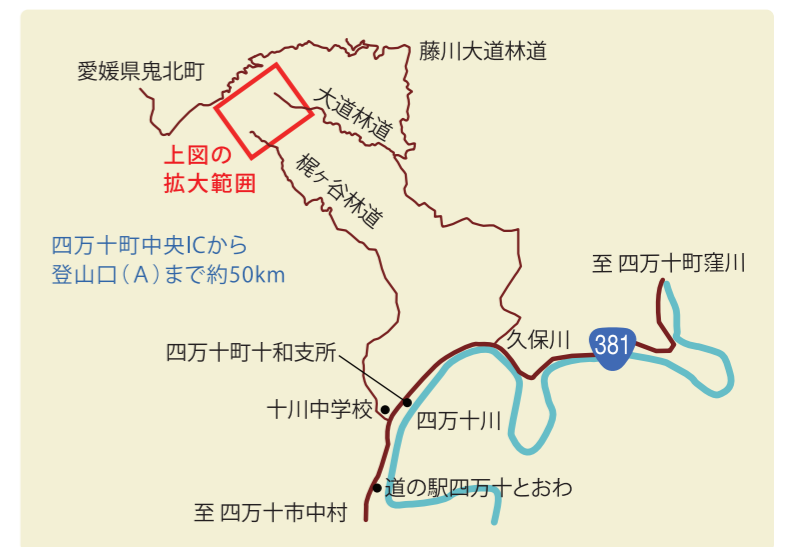 藤川大道林道
愛媛県鬼北町
大道林道
上図の
拡大範囲
梶ヶ谷林道
四万十町中央ICから
登山口（A）まで約50km
至 四万十町窪川
久保川
381
四万十町十和支所
十川中学校
四万十川
道の駅四万十とおわ
至 四万十市中村